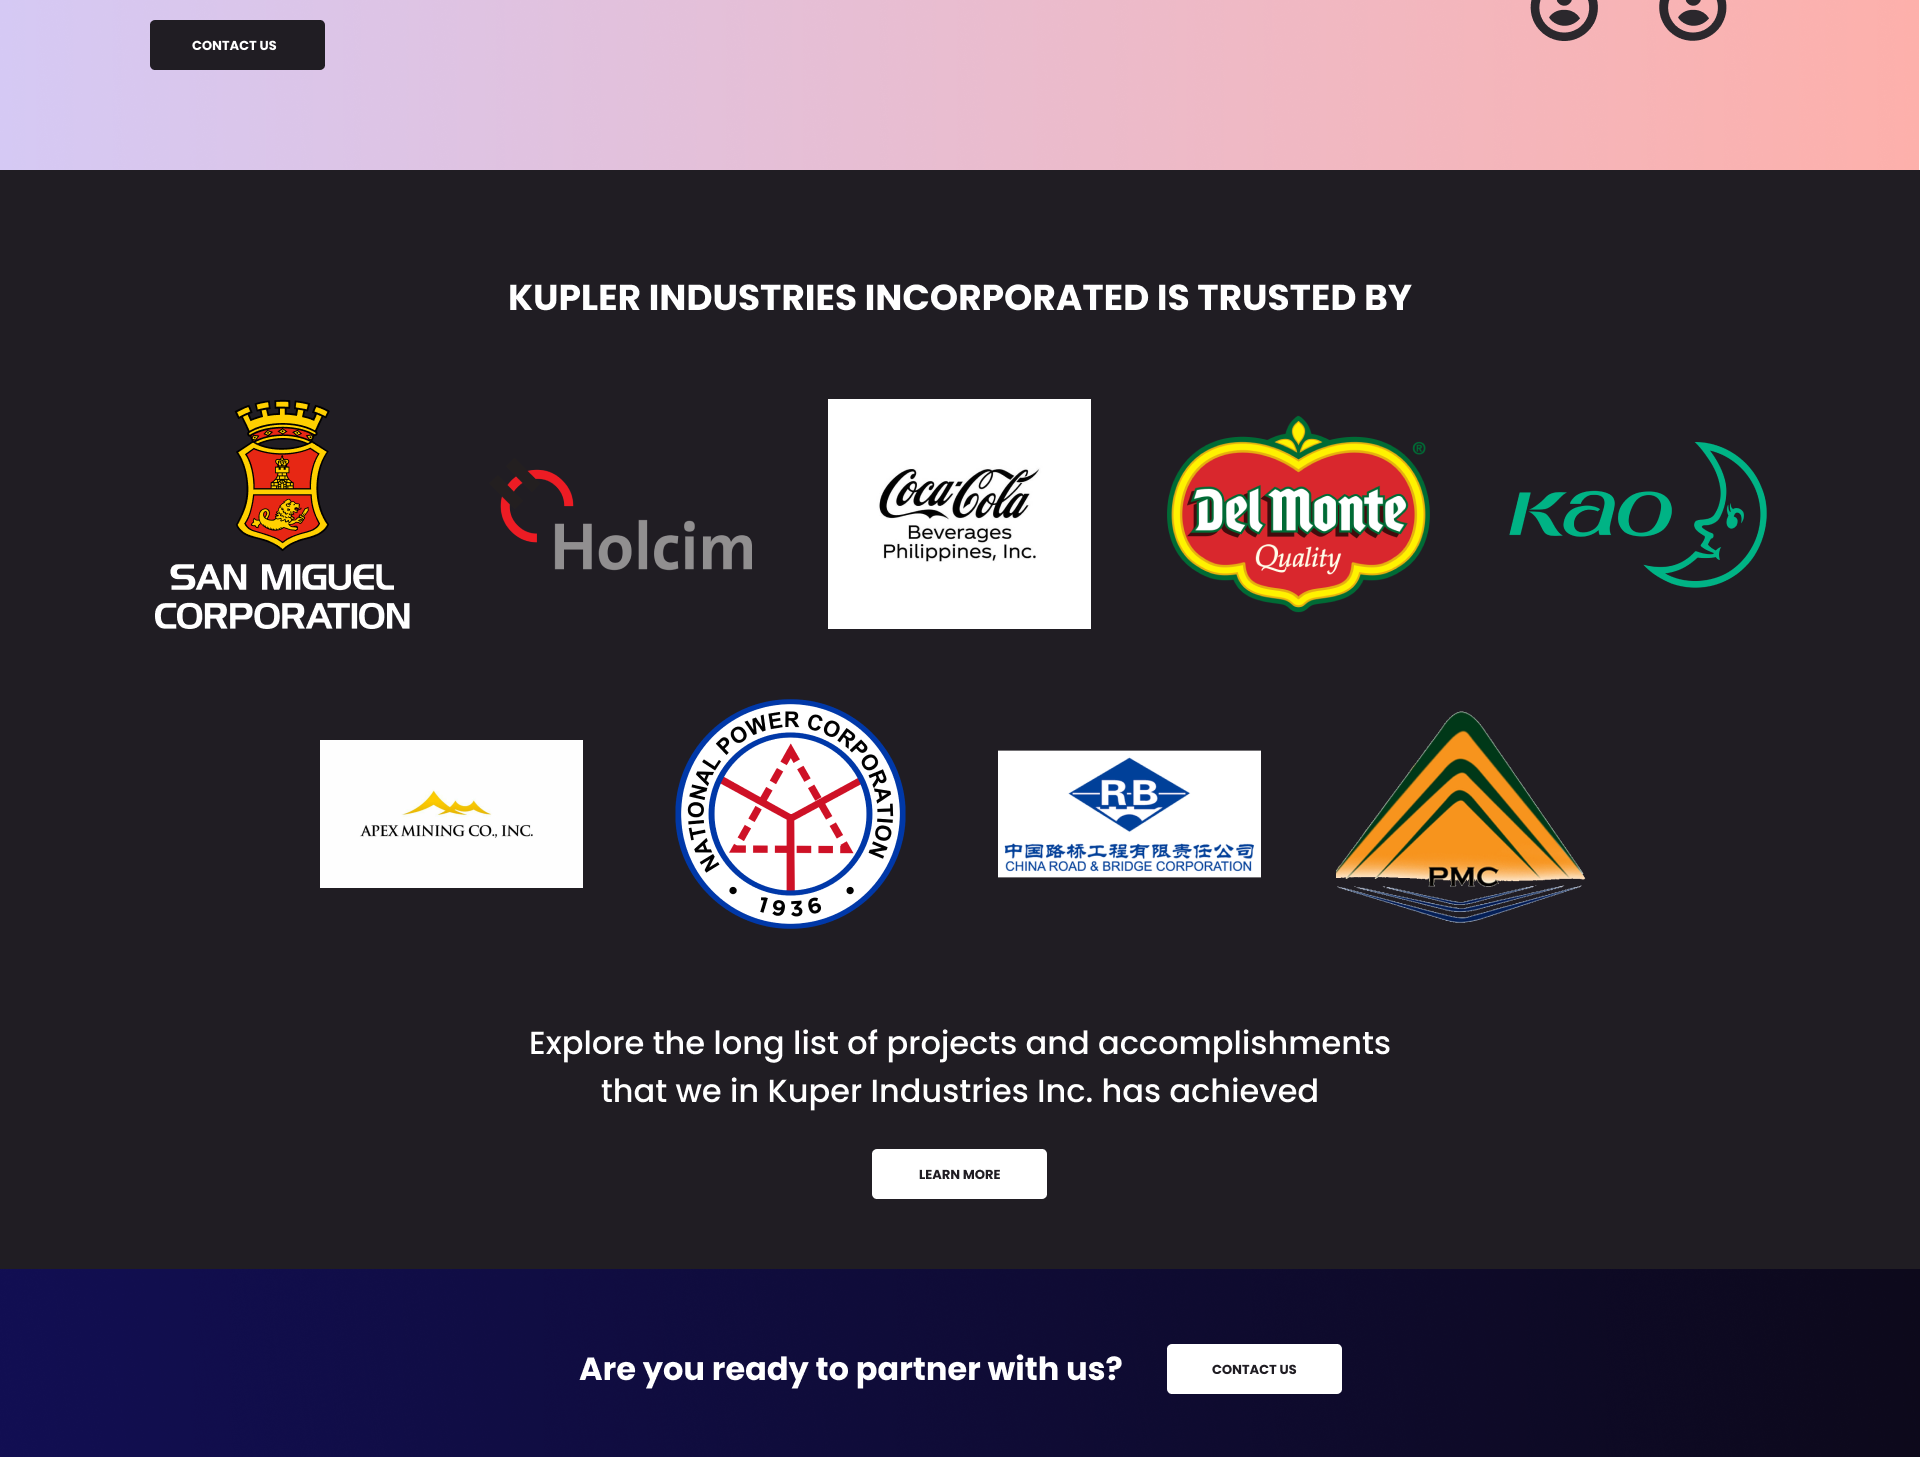 CONTACT US
KUPLER INDUSTRIES INCORPORATED IS TRUSTED BY
SAN MIGUEL
CORPORATION
Holcim
Coca-Cola
Beverages
Philippines, Inc.
Del Monte
®
Quality
Kao
APEX MINING CO., INC.
NATIONAL POWER CORPORATION
• 1936 •
RB
中国路桥工程有限责任公司
CHINA ROAD & BRIDGE CORPORATION
PMC
Explore the long list of projects and accomplishments
that we in Kuper Industries Inc. has achieved
LEARN MORE
Are you ready to partner with us?
CONTACT US